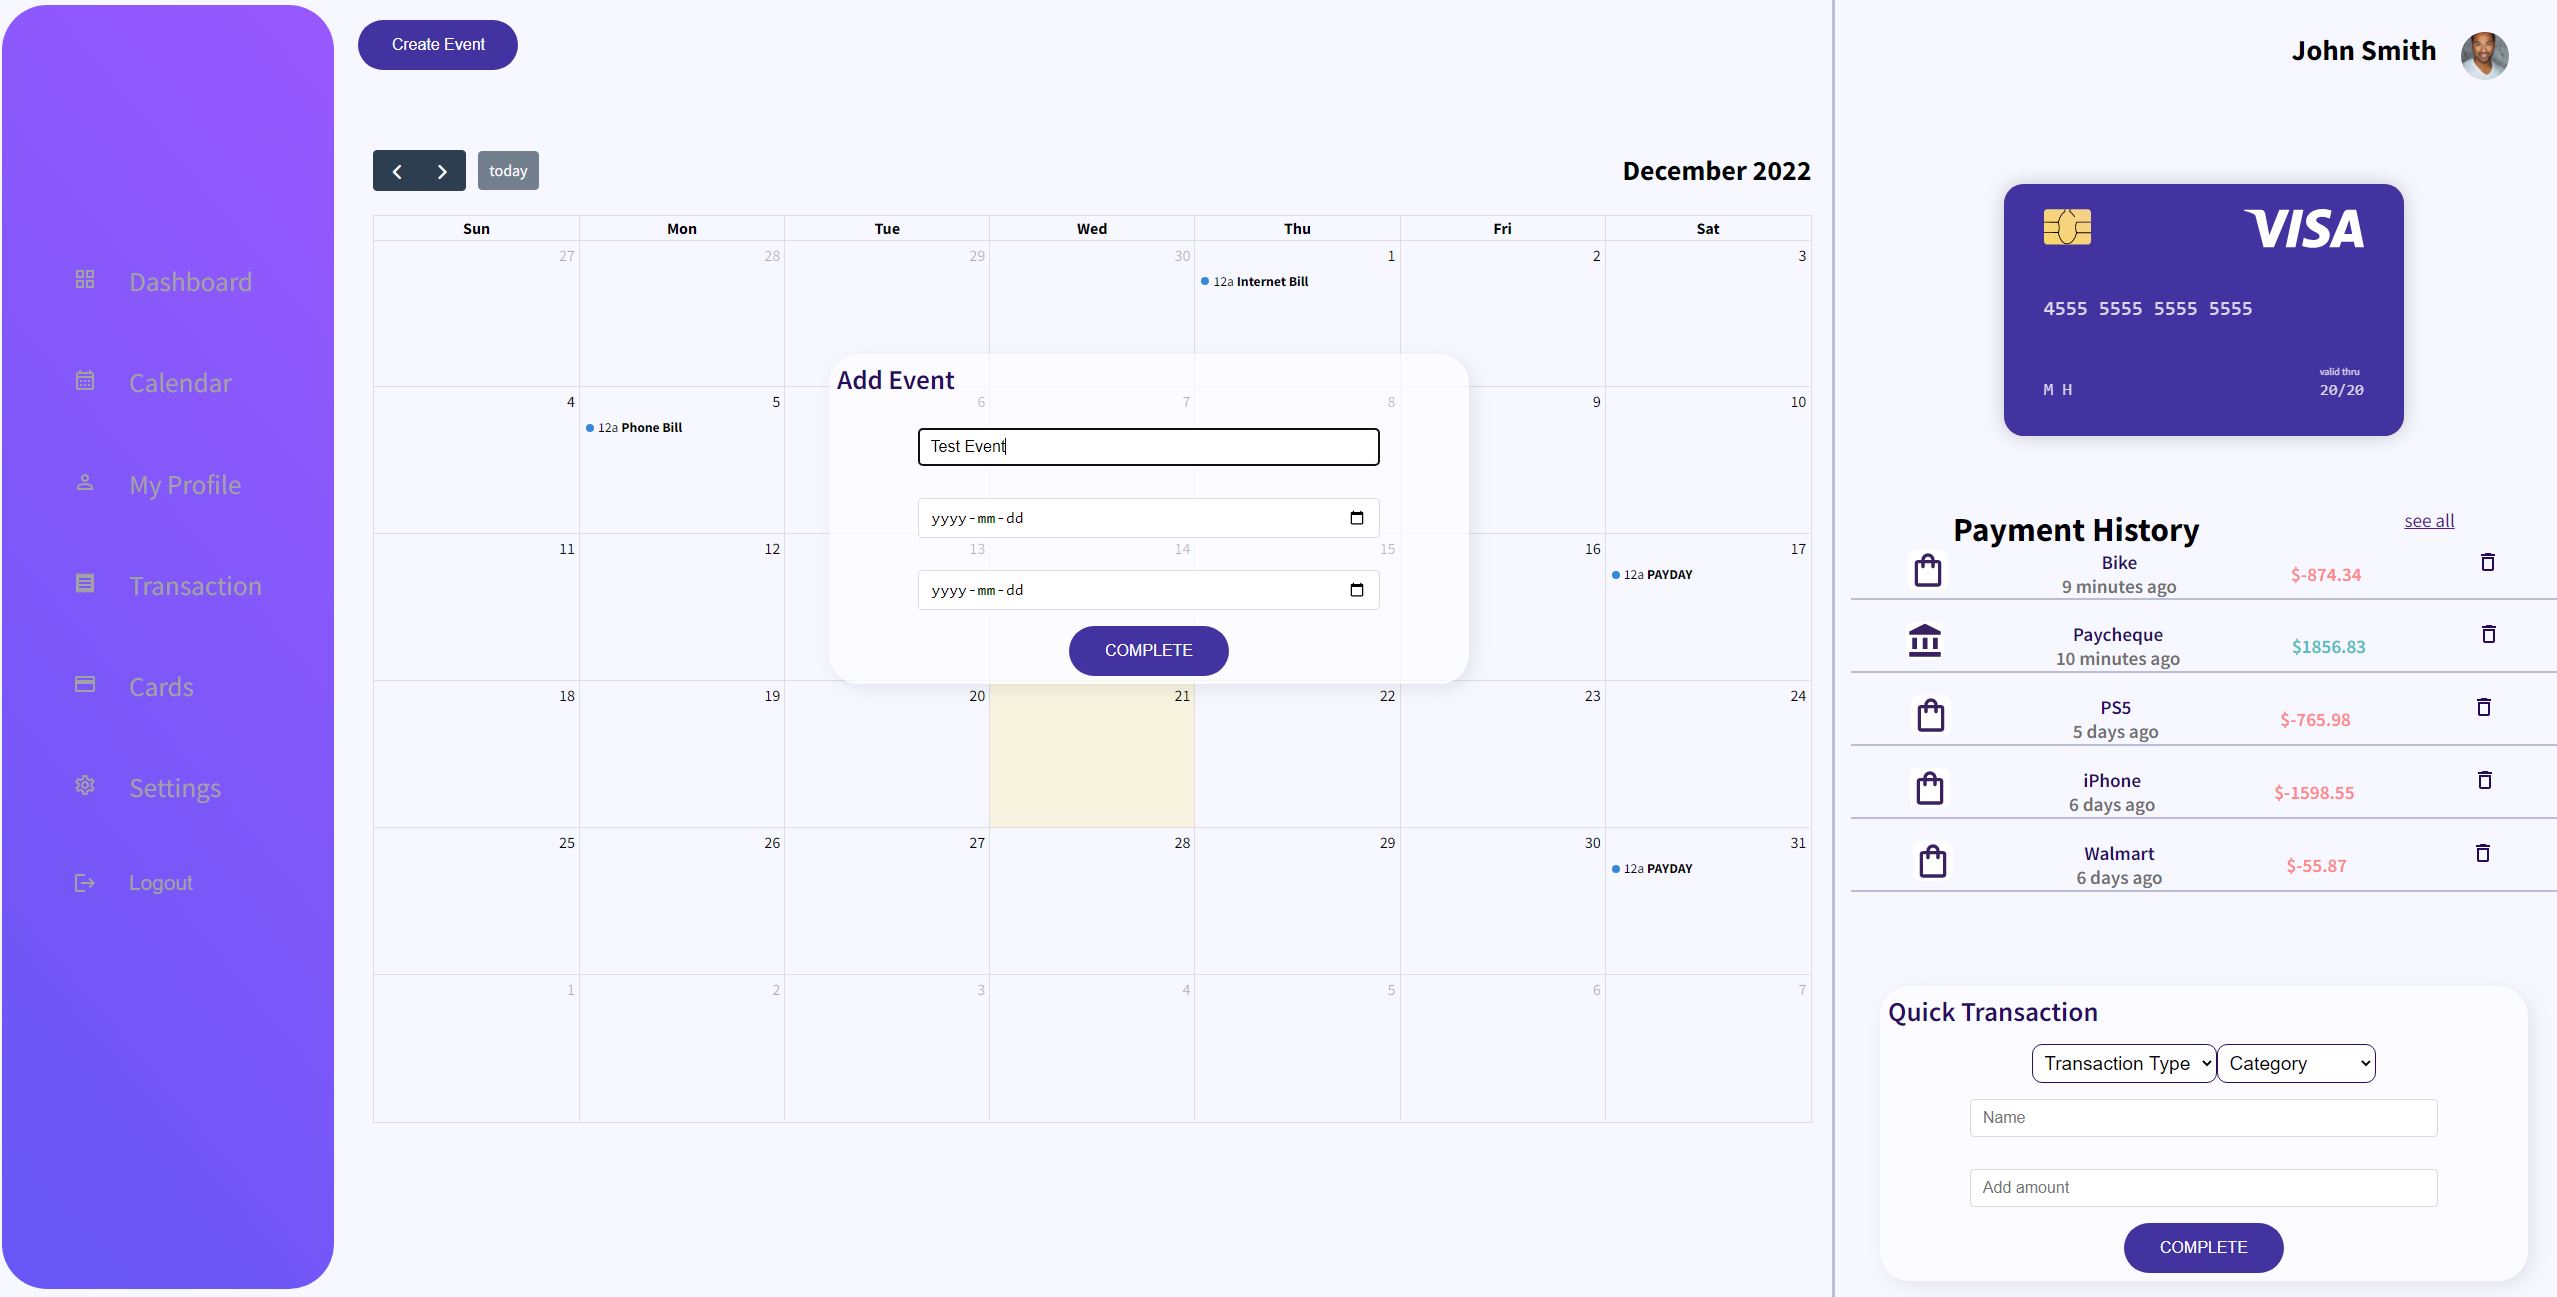 Dashboard
Calendar
My Profile
Transaction
Cards
Settings
Logout
Create Event
today
December 2022
Sun Mon Tue Wed Thu Fri Sat
27 28 29 30 1 2 3
12a Internet Bill
4 5 6 7 8 9 10
12a Phone Bill
11 12 13 14 15 16 17
12a PAYDAY
18 19 20 21 22 23 24
25 26 27 28 29 30 31
12a PAYDAY
1 2 3 4 5 6 7
Add Event
Test Event
yyyy-mm-dd
yyyy-mm-dd
COMPLETE
John Smith
VISA
4555 5555 5555 5555
valid thru
M H 20/20
Payment History see all
Bike
9 minutes ago
$-874.34
Paycheque
10 minutes ago
$1856.83
PS5
5 days ago
$-765.98
iPhone
6 days ago
$-1598.55
Walmart
6 days ago
$-55.87
Quick Transaction
Transaction Type Category
Name
Add amount
COMPLETE